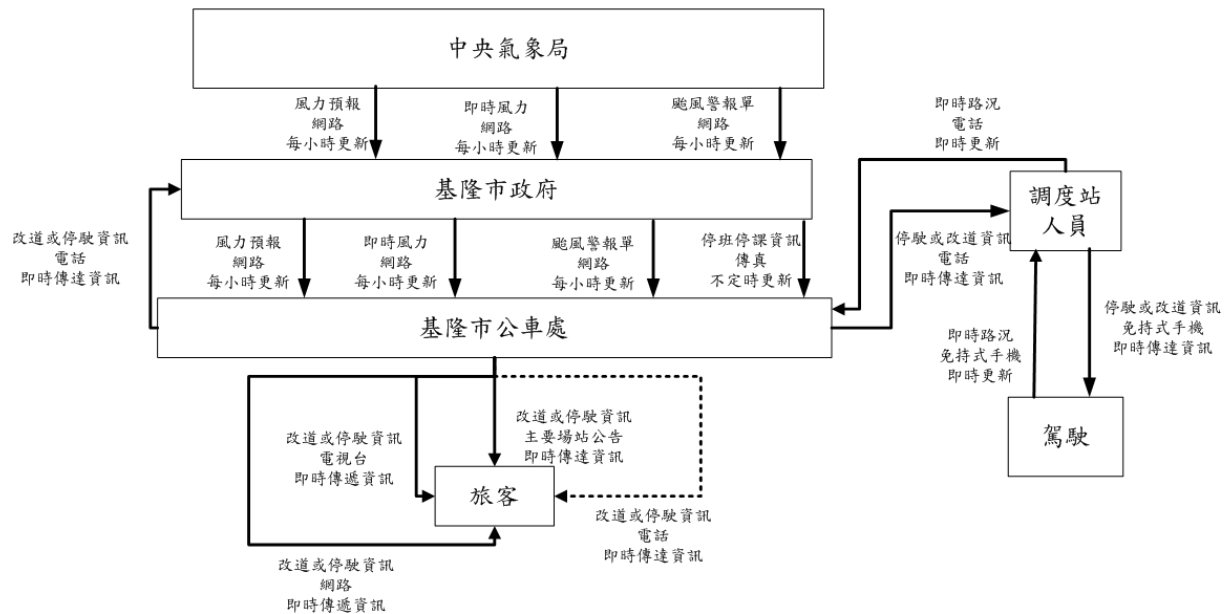 中央氣象局
風力預報
網路
每小時更新
即時風力
網路
每小時更新
颱風警報單
網路
每小時更新
即時路況
電話
即時更新
基隆市政府
調度站
人員
改道或停駛資訊
電話
即時傳達資訊
風力預報
網路
每小時更新
即時風力
網路
每小時更新
颱風警報單
網路
每小時更新
停班停課資訊
傳真
不定時更新
停駛或改道資訊
電話
即時傳達資訊
基隆市公車處
即時路況
免持式手機
即時更新
停駛或改道資訊
免持式手機
即時傳達資訊
改道或停駛資訊
電視台
即時傳遞資訊
改道或停駛資訊
主要場站公告
即時傳達資訊
駕駛
旅客
改道或停駛資訊
電話
即時傳達資訊
改道或停駛資訊
網路
即時傳遞資訊